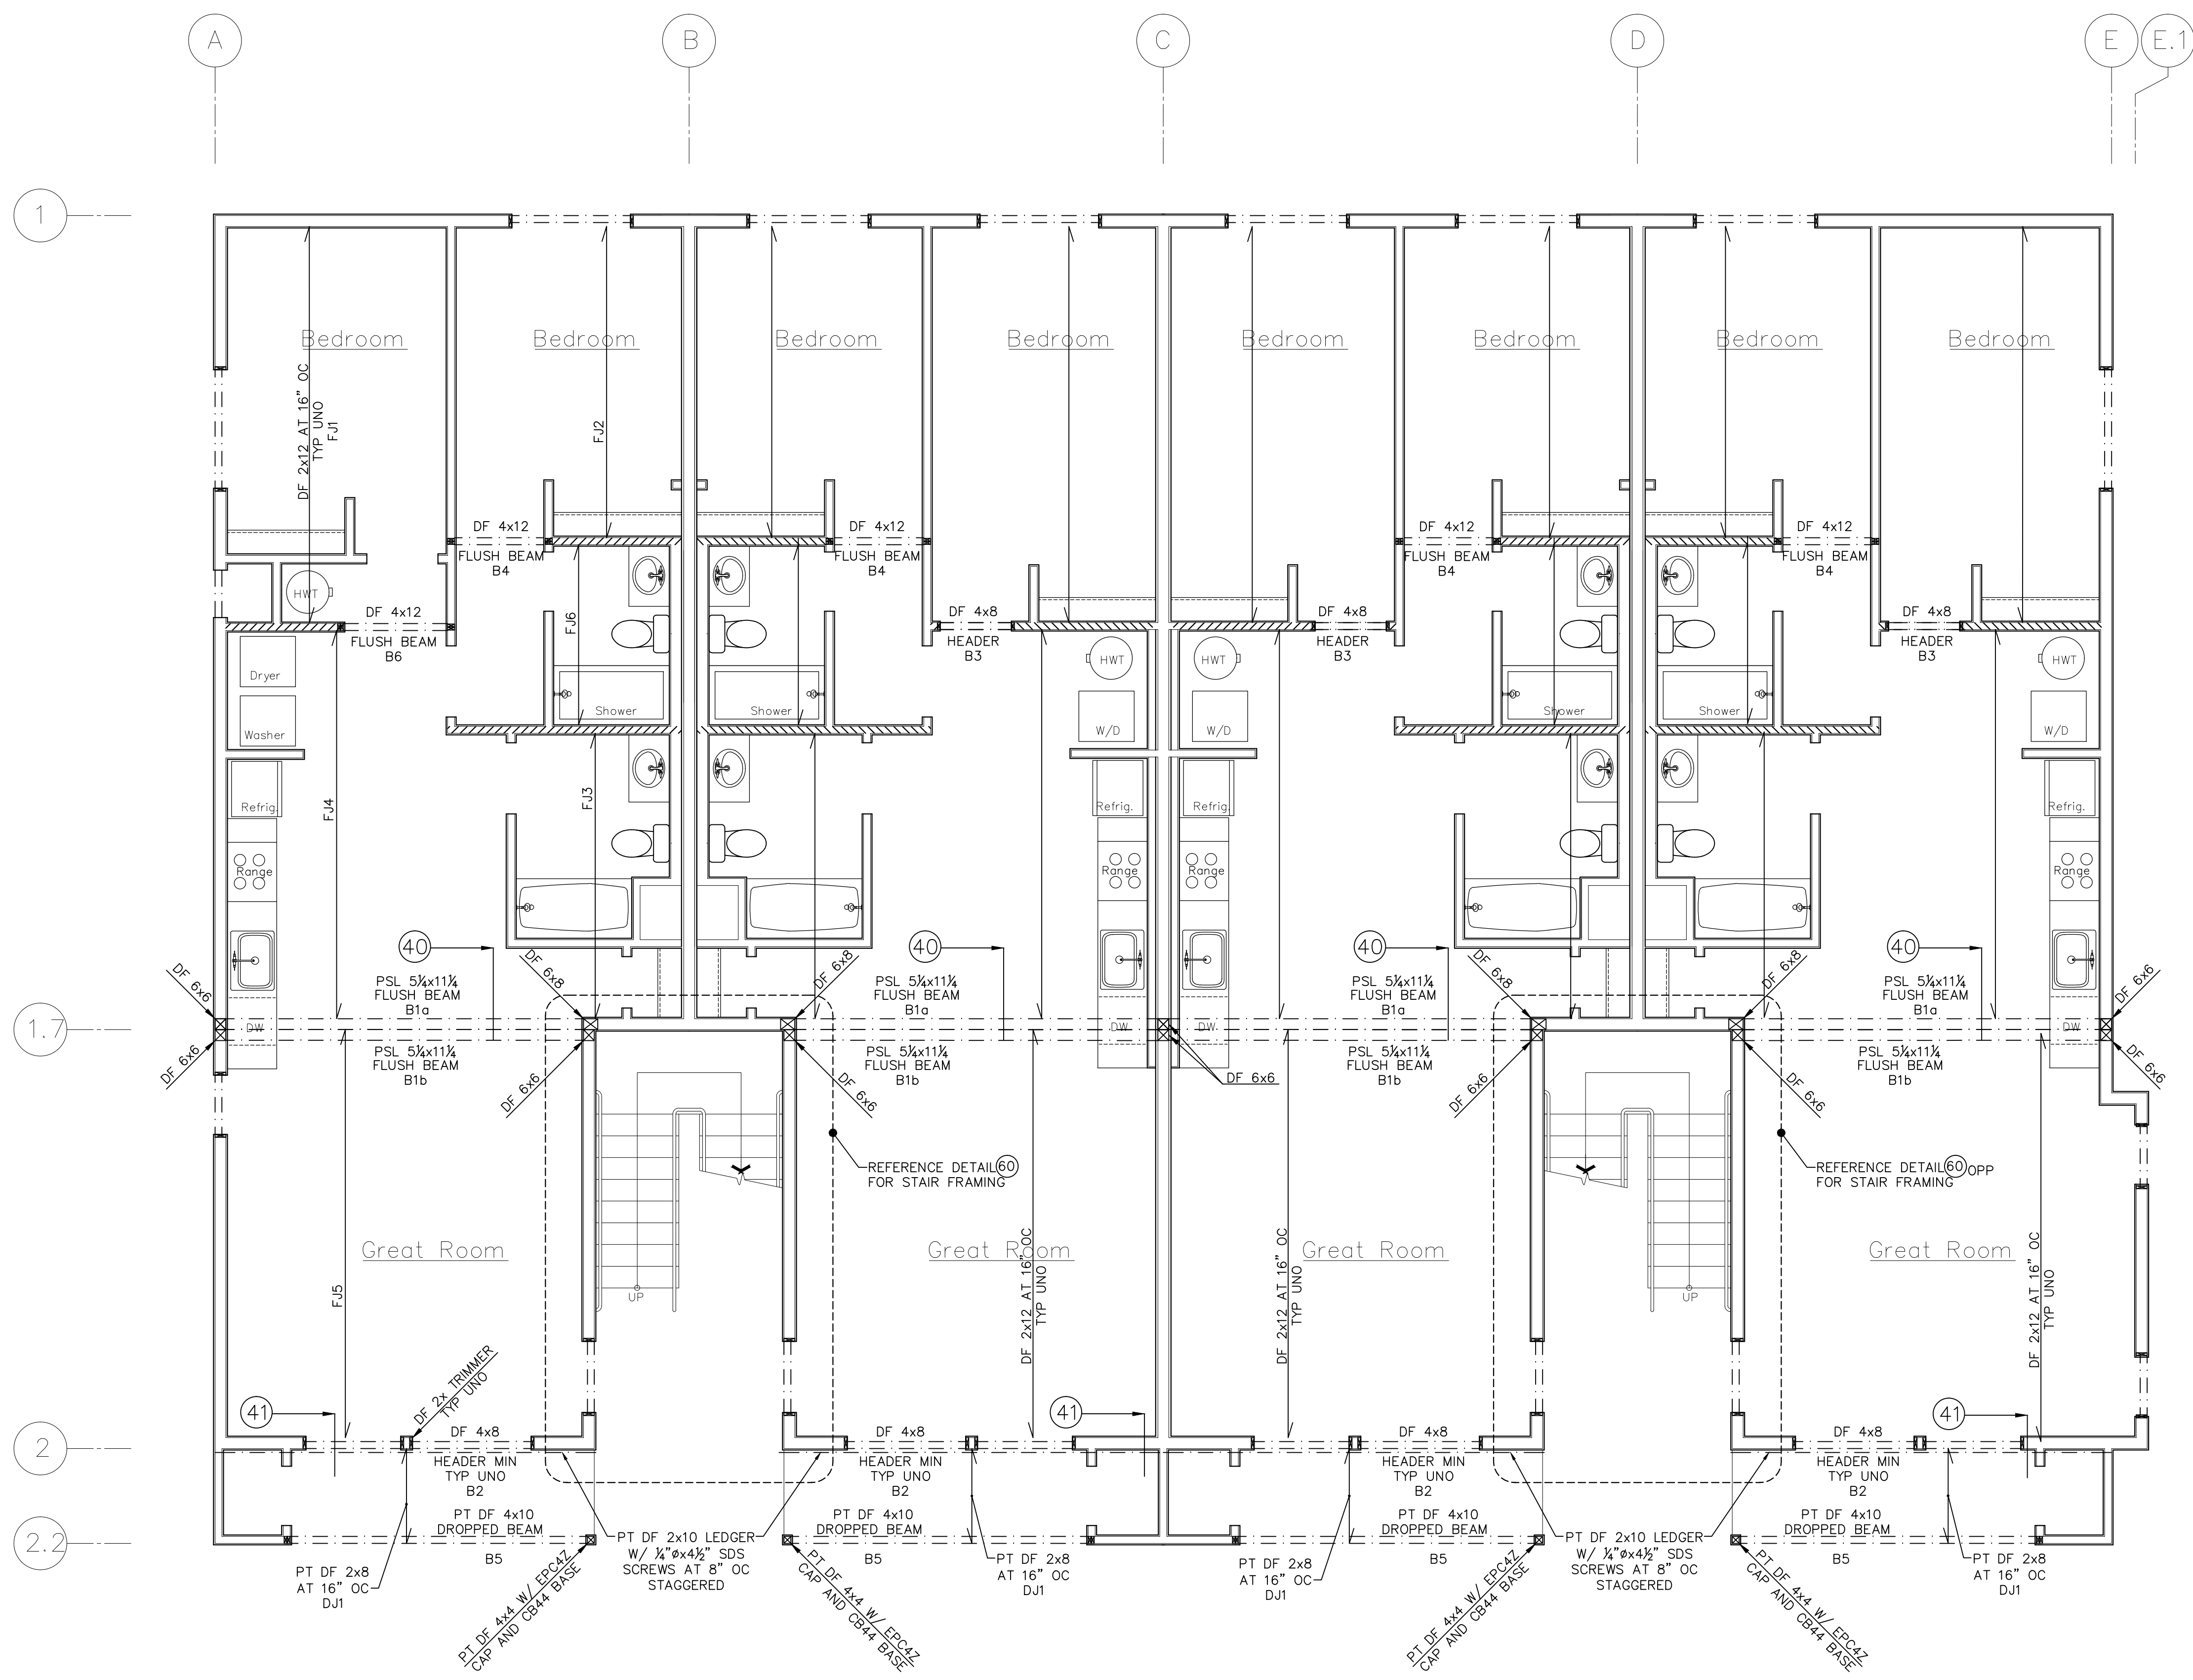 A
B
C
D
E
E.1
1
Bedroom
Bedroom
Bedroom
Bedroom
Bedroom
Bedroom
Bedroom
Bedroom
DF 2x12 AT 16" OC
TYP UNO
FJ1
FJ2
DF 4x12
FLUSH BEAM
B4
DF 4x12
FLUSH BEAM
B4
DF 4x12
FLUSH BEAM
B4
DF 4x12
FLUSH BEAM
B4
HWT
DF 4x12
FLUSH BEAM
B6
FJ6
DF 4x8
HEADER
B3
DF 4x8
HEADER
B3
DF 4x8
HEADER
B3
HWT
HWT
HWT
Dryer
Washer
Shower
Shower
Shower
Shower
W/D
W/D
W/D
Refrig.
Refrig.
Refrig.
Refrig.
FJ4
FJ3
Range
Range
Range
Range
40
40
40
40
DF 6x6
PSL 5¼x11¼
FLUSH BEAM
B1a
DF 6x8
DF 6x8
PSL 5¼x11¼
FLUSH BEAM
B1a
PSL 5¼x11¼
FLUSH BEAM
B1a
DF 6x8
DF 6x8
PSL 5¼x11¼
FLUSH BEAM
B1a
DF 6x6
1.7
DW
DW
DW
DW
DF 6x6
PSL 5¼x11¼
FLUSH BEAM
B1b
DF 6x6
DF 6x6
PSL 5¼x11¼
FLUSH BEAM
B1b
DF 6x6
PSL 5¼x11¼
FLUSH BEAM
B1b
DF 6x6
DF 6x6
PSL 5¼x11¼
FLUSH BEAM
B1b
DF 6x6
REFERENCE DETAIL 60
FOR STAIR FRAMING
REFERENCE DETAIL 60 OPP
FOR STAIR FRAMING
Great Room
Great Room
Great Room
Great Room
FJ5
UP
UP
DF 2x12 AT 16" OC
TYP UNO
DF 2x12 AT 16" OC
TYP UNO
DF 2x12 AT 16" OC
TYP UNO
DF 2x TRIMMER
TYP UNO
41
41
41
2
DF 4x8
HEADER MIN
TYP UNO
B2
DF 4x8
HEADER MIN
TYP UNO
B2
DF 4x8
HEADER MIN
TYP UNO
B2
DF 4x8
HEADER MIN
TYP UNO
B2
2.2
PT DF 4x10
DROPPED BEAM
B5
PT DF 4x10
DROPPED BEAM
B5
PT DF 4x10
DROPPED BEAM
B5
PT DF 4x10
DROPPED BEAM
B5
PT DF 2x8
AT 16" OC
DJ1
PT DF 4x4 W/ EPC4Z
CAP AND CB44 BASE
PT DF 2x10 LEDGER
W/ ¼"øx4½" SDS
SCREWS AT 8" OC
STAGGERED
PT DF 4x4 W/ EPC4Z
CAP AND CB44 BASE
PT DF 2x8
AT 16" OC
DJ1
PT DF 2x8
AT 16" OC
DJ1
PT DF 4x4 W/ EPC4Z
CAP AND CB44 BASE
PT DF 2x10 LEDGER
W/ ¼"øx4½" SDS
SCREWS AT 8" OC
STAGGERED
PT DF 4x4 W/ EPC4Z
CAP AND CB44 BASE
PT DF 2x8
AT 16" OC
DJ1